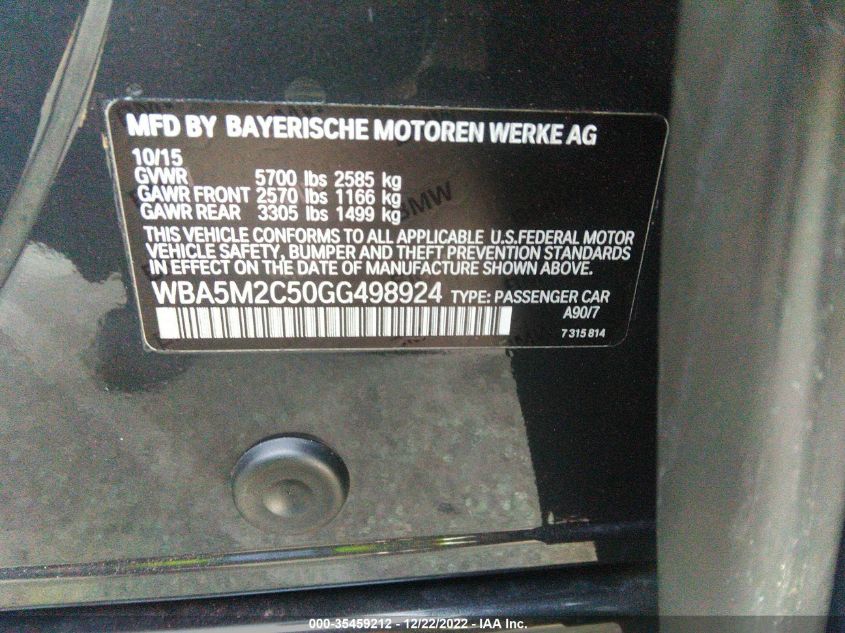 MFD BY BAYERISCHE MOTOREN WERKE AG
10/15
GVWR 5700 lbs 2585 kg
GAWR FRONT 2570 lbs 1166 kg
GAWR REAR 3305 lbs 1499 kg
BMW
THIS VEHICLE CONFORMS TO ALL APPLICABLE U.S.FEDERAL MOTOR
VEHICLE SAFETY, BUMPER AND THEFT PREVENTION STANDARDS
IN EFFECT ON THE DATE OF MANUFACTURE SHOWN ABOVE.
WBA5M2C50GG498924 TYPE: PASSENGER CAR
A90/7
7 315 814
000-35459212 - 12/22/2022 - IAA Inc.